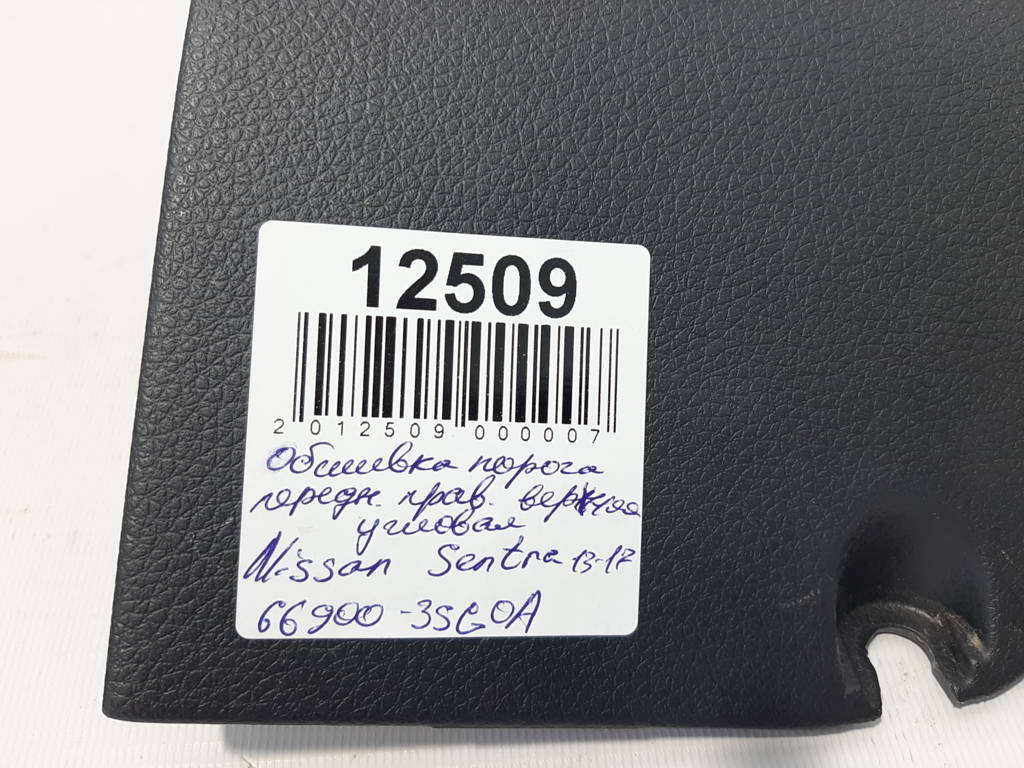 12509
2 012509 000007
Обшивка порога
передн. прав. верхняя
угловая
Nissan Sentra 13-17
66900-3SG0A